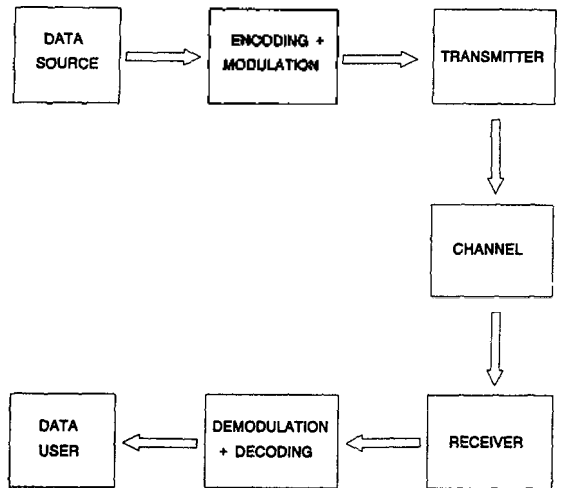 DATA
SOURCE
ENCODING +
MODULATION
TRANSMITTER
CHANNEL
RECEIVER
DEMODULATION
+ DECODING
DATA
USER